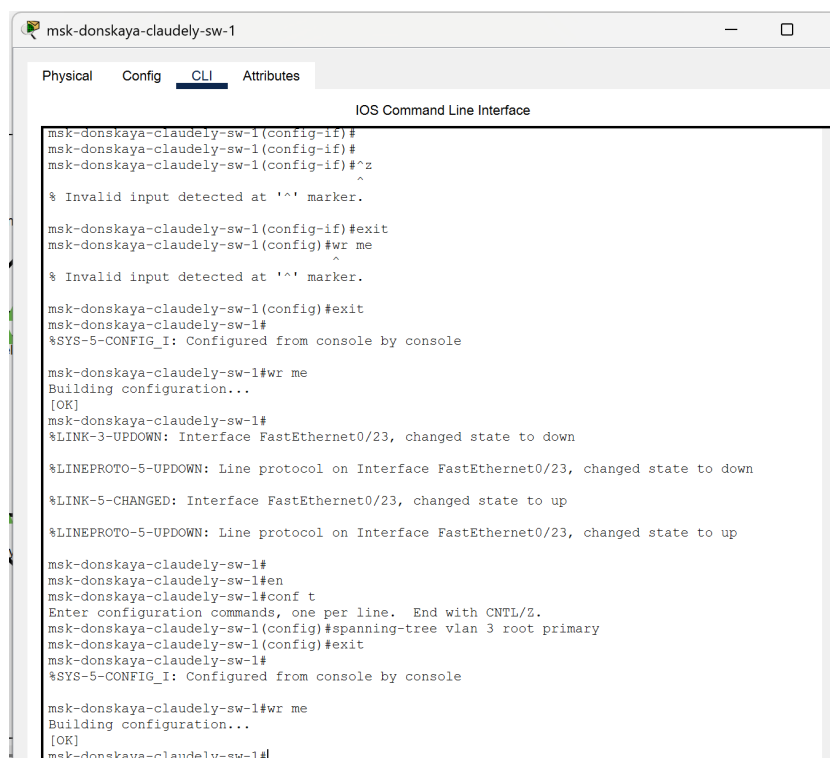 msk-donskaya-claudely-sw-1
Physical Config CLI Attributes
IOS Command Line Interface
msk-donskaya-claudely-sw-1(config-if)#
msk-donskaya-claudely-sw-1(config-if)#
msk-donskaya-claudely-sw-1(config-if)#^z
^
% Invalid input detected at '^' marker.
msk-donskaya-claudely-sw-1(config-if)#exit
msk-donskaya-claudely-sw-1(config)#wr me
^
% Invalid input detected at '^' marker.
msk-donskaya-claudely-sw-1(config)#exit
msk-donskaya-claudely-sw-1#
%SYS-5-CONFIG_I: Configured from console by console
msk-donskaya-claudely-sw-1#wr me
Building configuration...
[OK]
msk-donskaya-claudely-sw-1#
%LINK-3-UPDOWN: Interface FastEthernet0/23, changed state to down
%LINEPROTO-5-UPDOWN: Line protocol on Interface FastEthernet0/23, changed state to down
%LINK-5-CHANGED: Interface FastEthernet0/23, changed state to up
%LINEPROTO-5-UPDOWN: Line protocol on Interface FastEthernet0/23, changed state to up
msk-donskaya-claudely-sw-1#
msk-donskaya-claudely-sw-1#en
msk-donskaya-claudely-sw-1#conf t
Enter configuration commands, one per line.  End with CNTL/Z.
msk-donskaya-claudely-sw-1(config)#spanning-tree vlan 3 root primary
msk-donskaya-claudely-sw-1(config)#exit
msk-donskaya-claudely-sw-1#
%SYS-5-CONFIG_I: Configured from console by console
msk-donskaya-claudely-sw-1#wr me
Building configuration...
[OK]
msk-donskaya-claudely-sw-1#